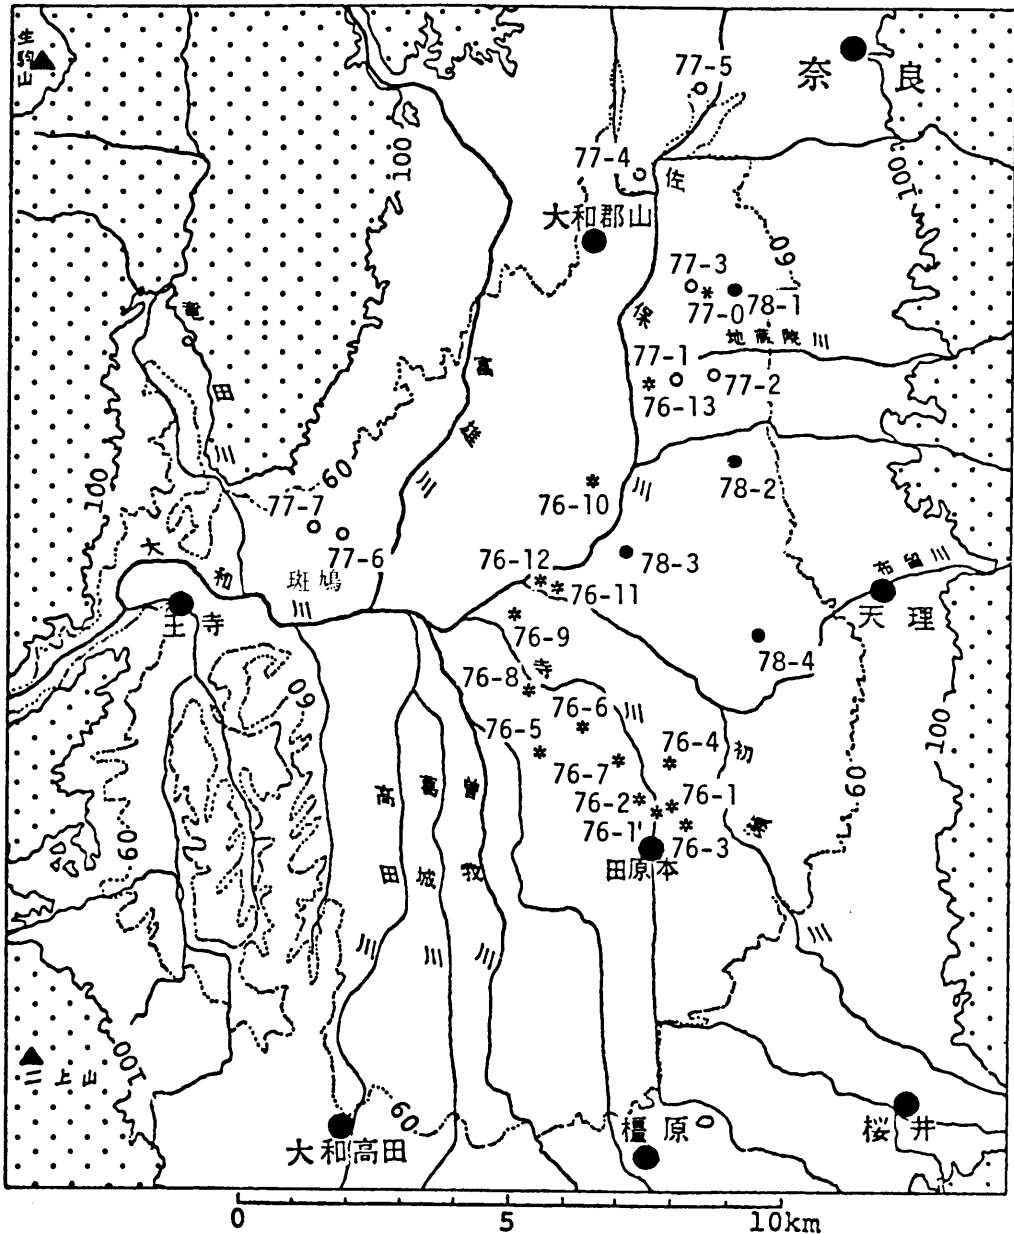 生駒山
奈良
77-5
100
77-4
佐
100
大和郡山
60
77-3
竜
77-0
78-1
保
地蔵院川
77-1
77-2
富
76-13
田
雄
川
60
100
川
76-10
川
78-2
77-7
大
77-6
76-12
78-3
布留川
和
斑鳩
76-11
川
王寺
天理
76-9
78-4
寺
76-8
60
76-6
川
76-5
76-4
初
100
76-7
60
高
葛
曽
76-2
76-1
瀬
76-1'
76-3
60
田原本
田
城
我
川
川
川
川
100
二上山
60
橿原
桜井
大和高田
0
5
10km